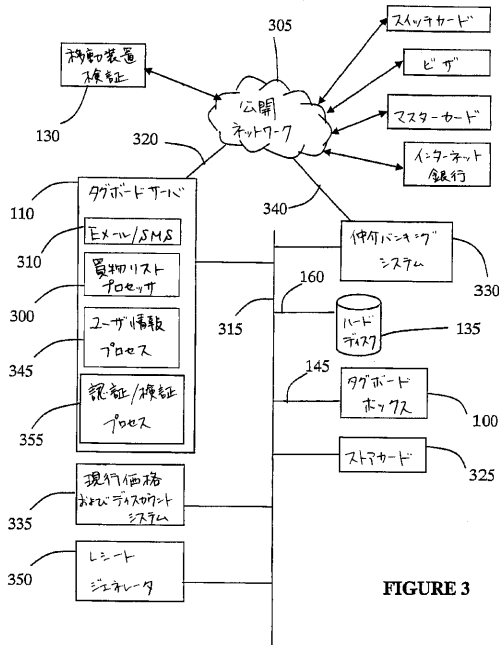 305
スイッチカード
移動装置
検証
ビザ
公開
ネットワーク
マスターカード
130
320
インターネット
銀行
110
タグボードサーバ
340
310
Eメール/SMS
仲介バンキング
システム
330
300
買物リスト
プロセッサ
160
315
ハード
ディスク
135
345
ユーザ情報
プロセス
145
タグボード
ボックス
100
355
認証/検証
プロセス
ストアカード
325
335
現行価格
およびディスカウント
システム
350
レシート
ジェネレータ
FIGURE 3